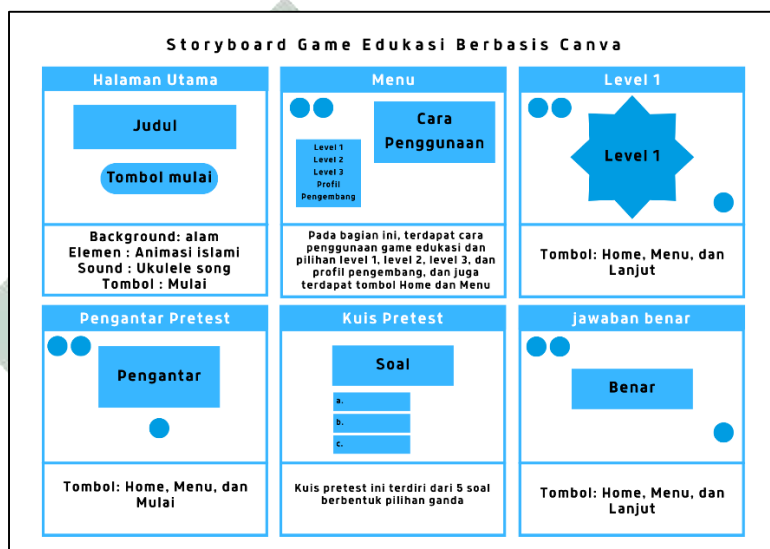 Storyboard Game Edukasi Berbasis Canva
Halaman Utama
Judul
Tombol mulai
Background: alam
Elemen : Animasi islami
Sound : Ukulele song
Tombol : Mulai
Menu
Cara
Penggunaan
Level 1
Level 2
Level 3
Profil
Pengembang
Pada bagian ini, terdapat cara
penggunaan game edukasi dan
pilihan level 1, level 2, level 3, dan
profil pengembang, dan juga
terdapat tombol Home dan Menu
Level 1
Level 1
Tombol: Home, Menu, dan
Lanjut
Pengantar Pretest
Pengantar
Tombol: Home, Menu, dan
Mulai
Kuis Pretest
Soal
a.
b.
c.
Kuis pretest ini terdiri dari 5 soal
berbentuk pilihan ganda
jawaban benar
Benar
Tombol: Home, Menu, dan
Lanjut